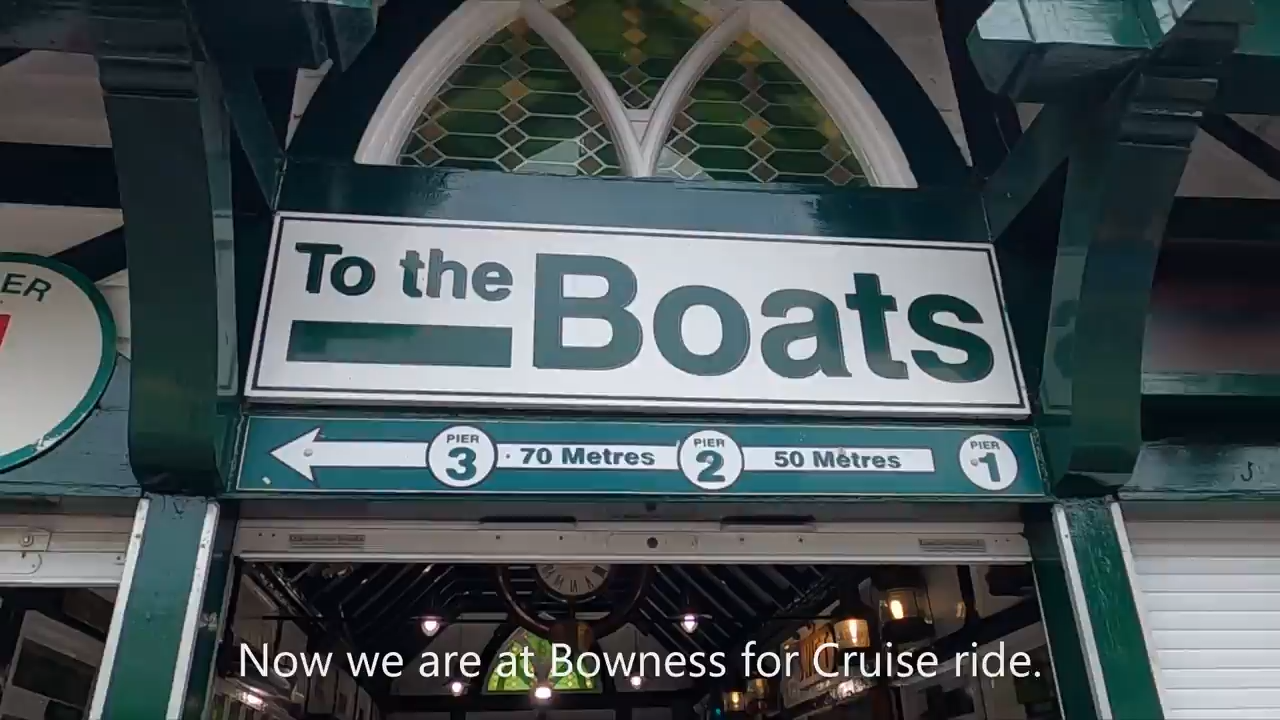 To the Boats
PIER 3 · 70 Metres PIER 2 50 Metres PIER 1
Now we are at Bowness for Cruise ride.